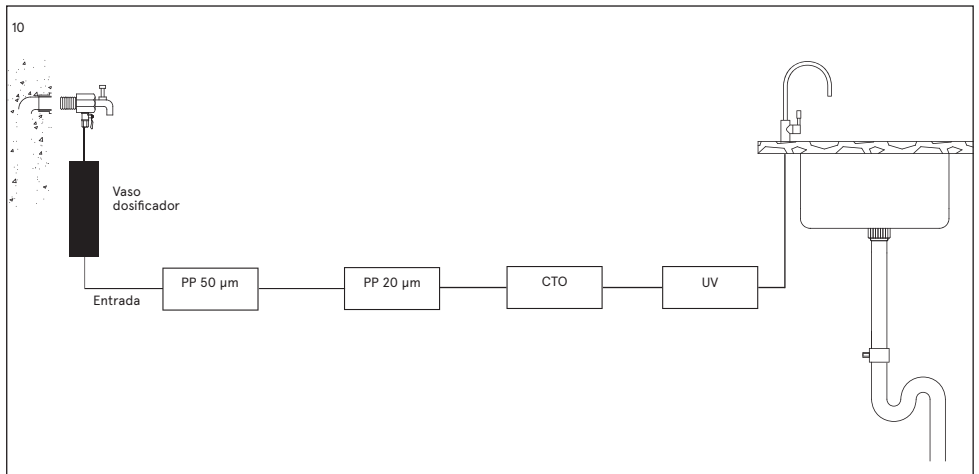 10
Vaso
dosificador
Entrada
PP 50 µm
PP 20 µm
CTO
UV